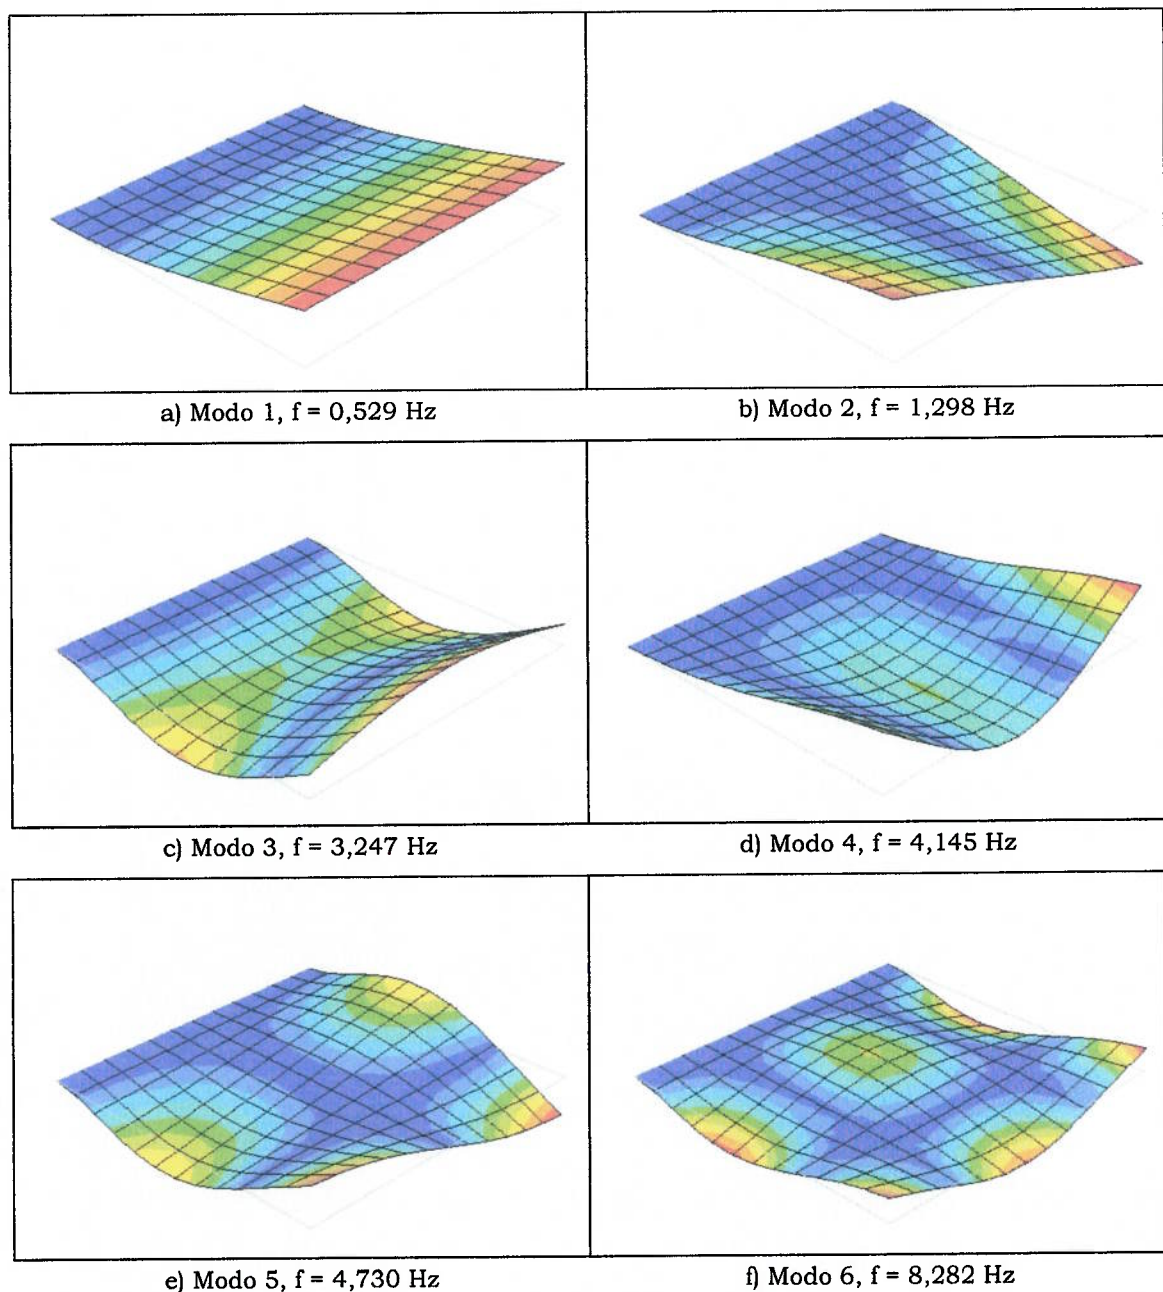 a) Modo 1, f = 0,529 Hz
b) Modo 2, f = 1,298 Hz
c) Modo 3, f = 3,247 Hz
d) Modo 4, f = 4,145 Hz
e) Modo 5, f = 4,730 Hz
f) Modo 6, f = 8,282 Hz